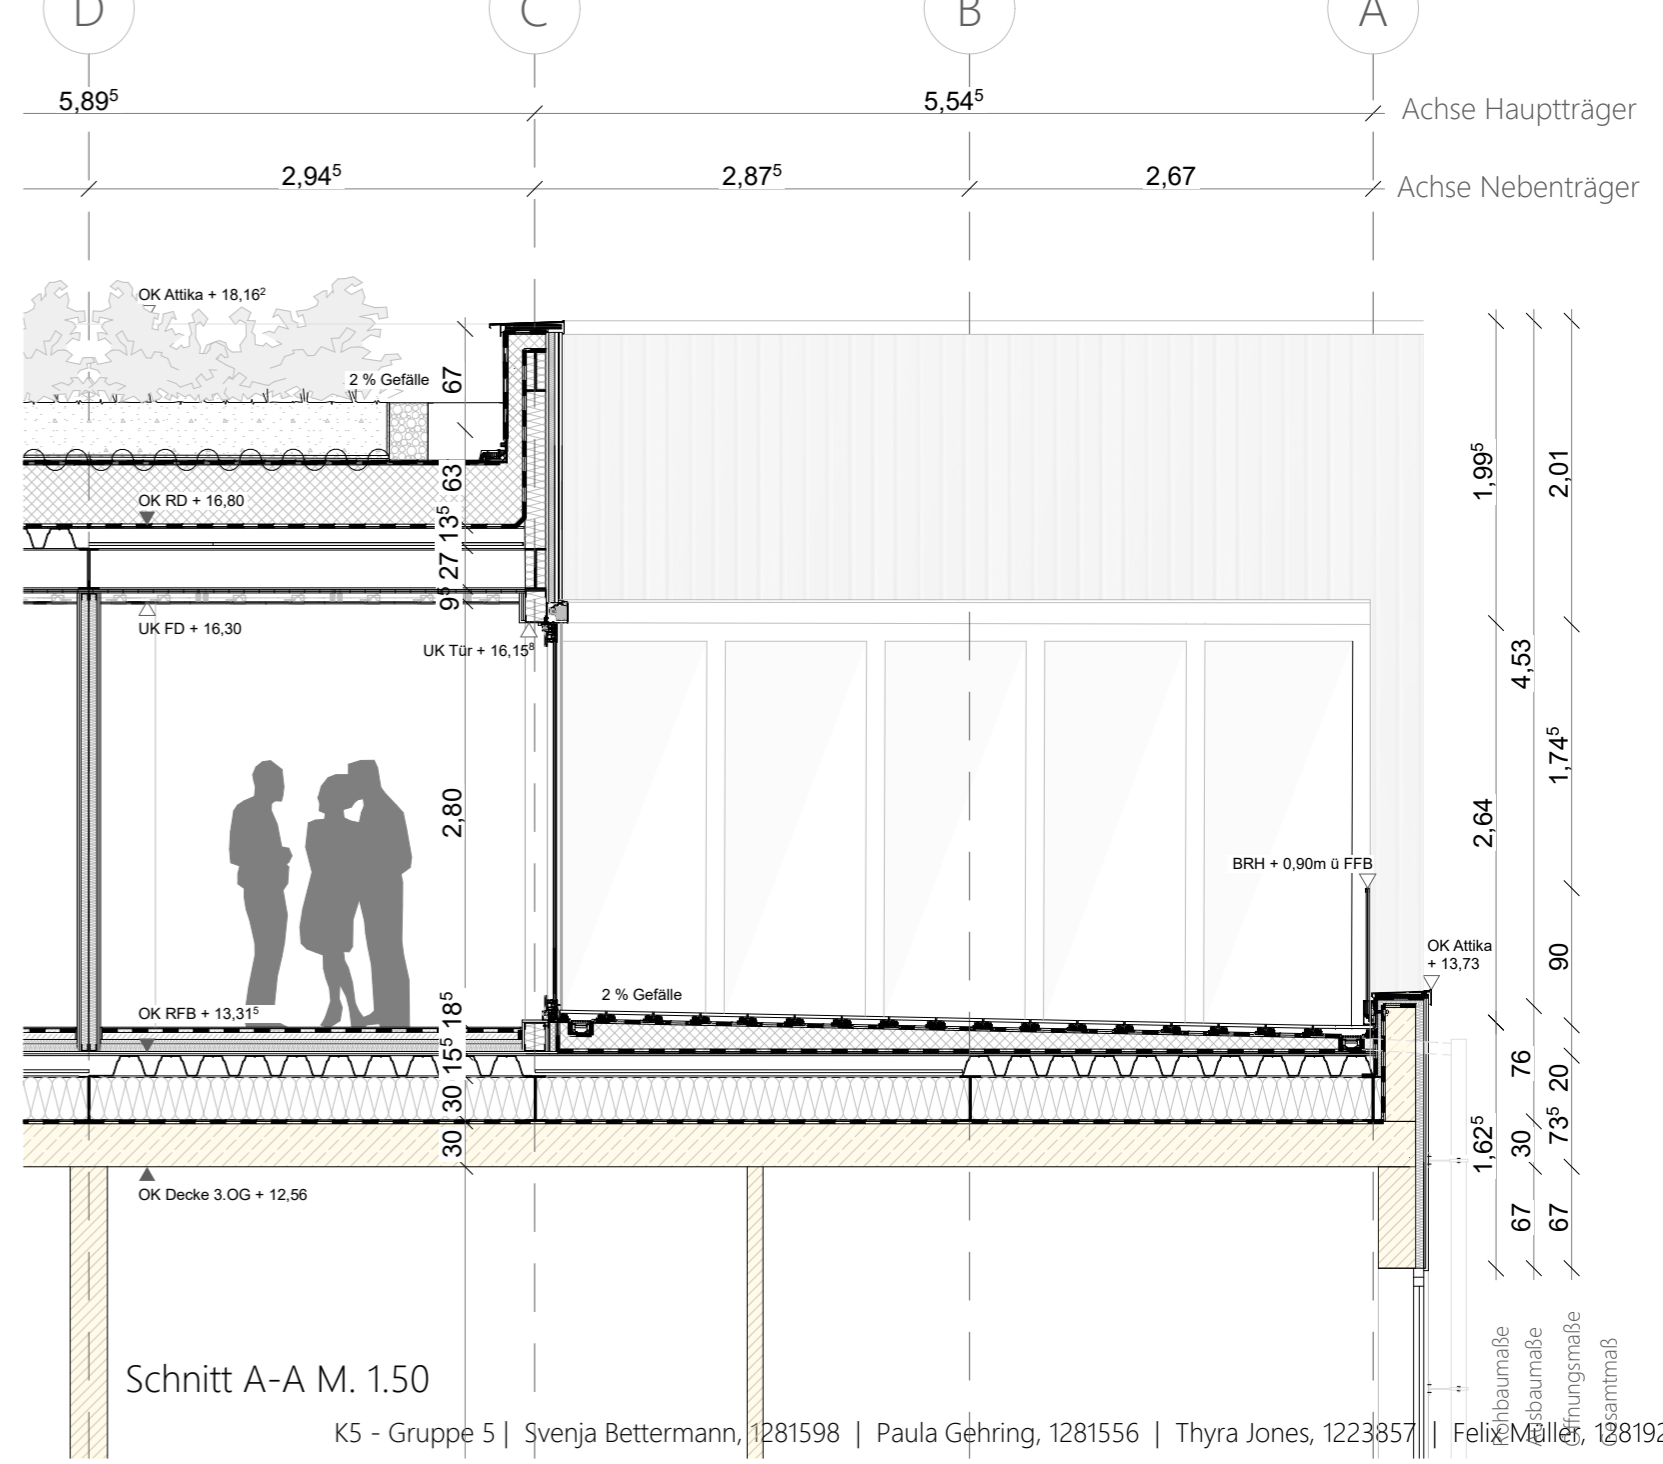 D C B A
5,89⁵ 5,54⁵ Achse Hauptträger
2,94⁵ 2,87⁵ 2,67 Achse Nebenträger
OK Attika + 18,16²
2 % Gefälle
67
63
OK RD + 16,80
13⁵
27
9⁵
UK FD + 16,30
UK Tür + 16,15⁸
2,80
OK RFB + 13,31⁵
18⁵
15⁵
30
30
OK Decke 3.OG + 12,56
2 % Gefälle
BRH + 0,90m ü FFB
OK Attika
+ 13,73
1,99⁵
2,64
1,62⁵
4,53
76
30
67
2,01
1,74⁵
90
20
73⁵
67
Rohbaumaße
Ausbaumaße
Öffnungsmaße
Gesamtmaß
Schnitt A-A M. 1.50
K5 - Gruppe 5 | Svenja Bettermann, 1281598 | Paula Gehring, 1281556 | Thyra Jones, 1223857 | Felix Müller, 128192